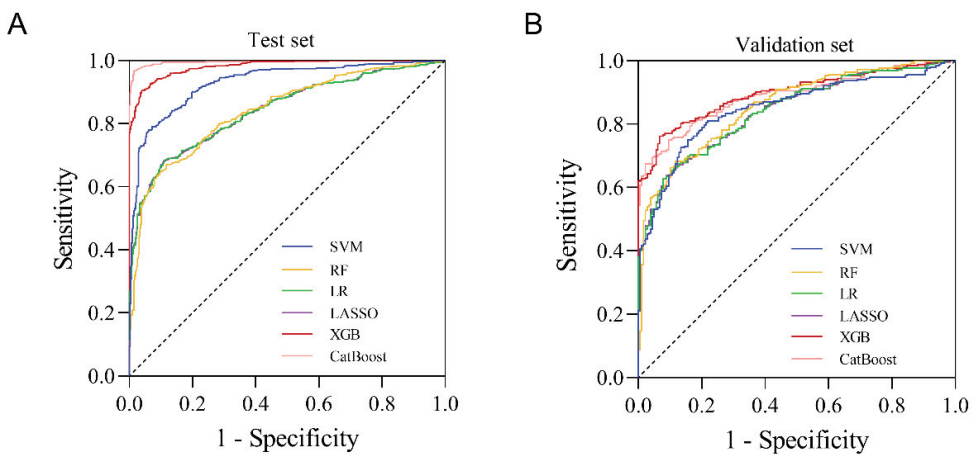 A
Test set
1.0
0.8
0.6
0.4
0.2
0.0
Sensitivity
SVM
RF
LR
LASSO
XGB
CatBoost
0.0 0.2 0.4 0.6 0.8 1.0
1 - Specificity
B
Validation set
1.0
0.8
0.6
0.4
0.2
0.0
Sensitivity
SVM
RF
LR
LASSO
XGB
CatBoost
0.0 0.2 0.4 0.6 0.8 1.0
1 - Specificity